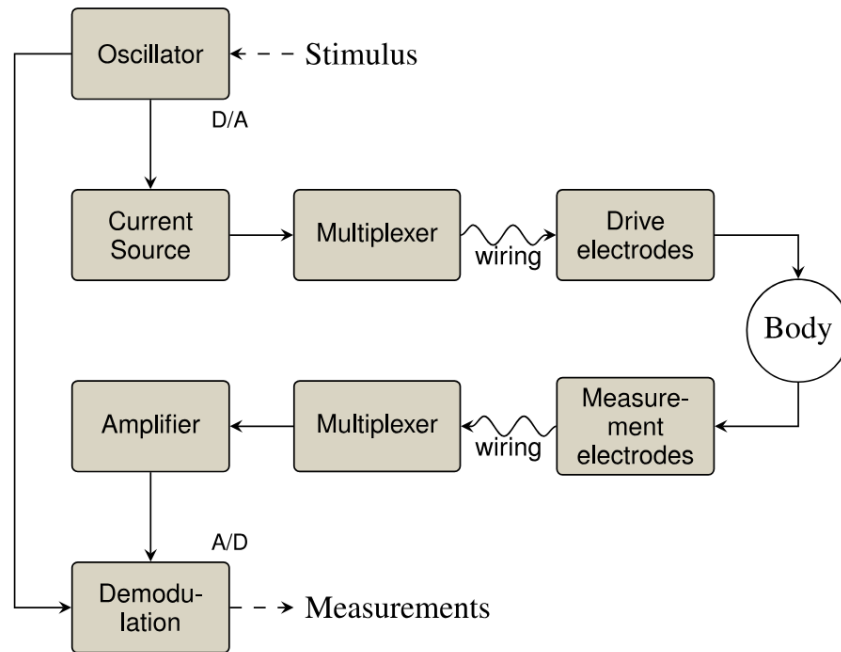 Oscillator
Stimulus
D/A
Current
Source
Multiplexer
wiring
Drive
electrodes
Body
Amplifier
Multiplexer
wiring
Measure-
ment
electrodes
A/D
Demodu-
lation
Measurements